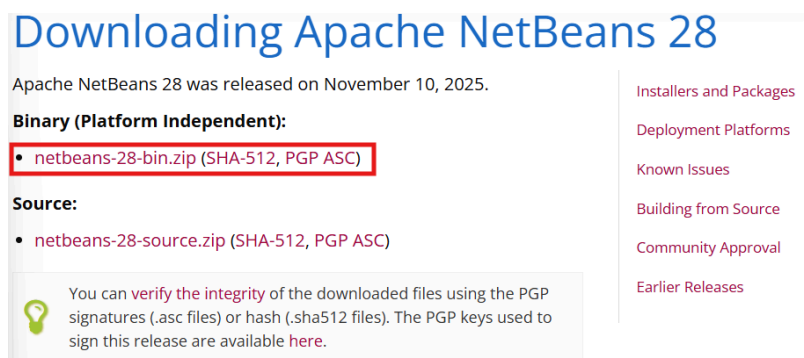 Downloading Apache NetBeans 28
Apache NetBeans 28 was released on November 10, 2025.
Binary (Platform Independent):
• netbeans-28-bin.zip (SHA-512, PGP ASC)
Source:
• netbeans-28-source.zip (SHA-512, PGP ASC)
You can verify the integrity of the downloaded files using the PGP
signatures (.asc files) or hash (.sha512 files). The PGP keys used to
sign this release are available here.
Installers and Packages
Deployment Platforms
Known Issues
Building from Source
Community Approval
Earlier Releases